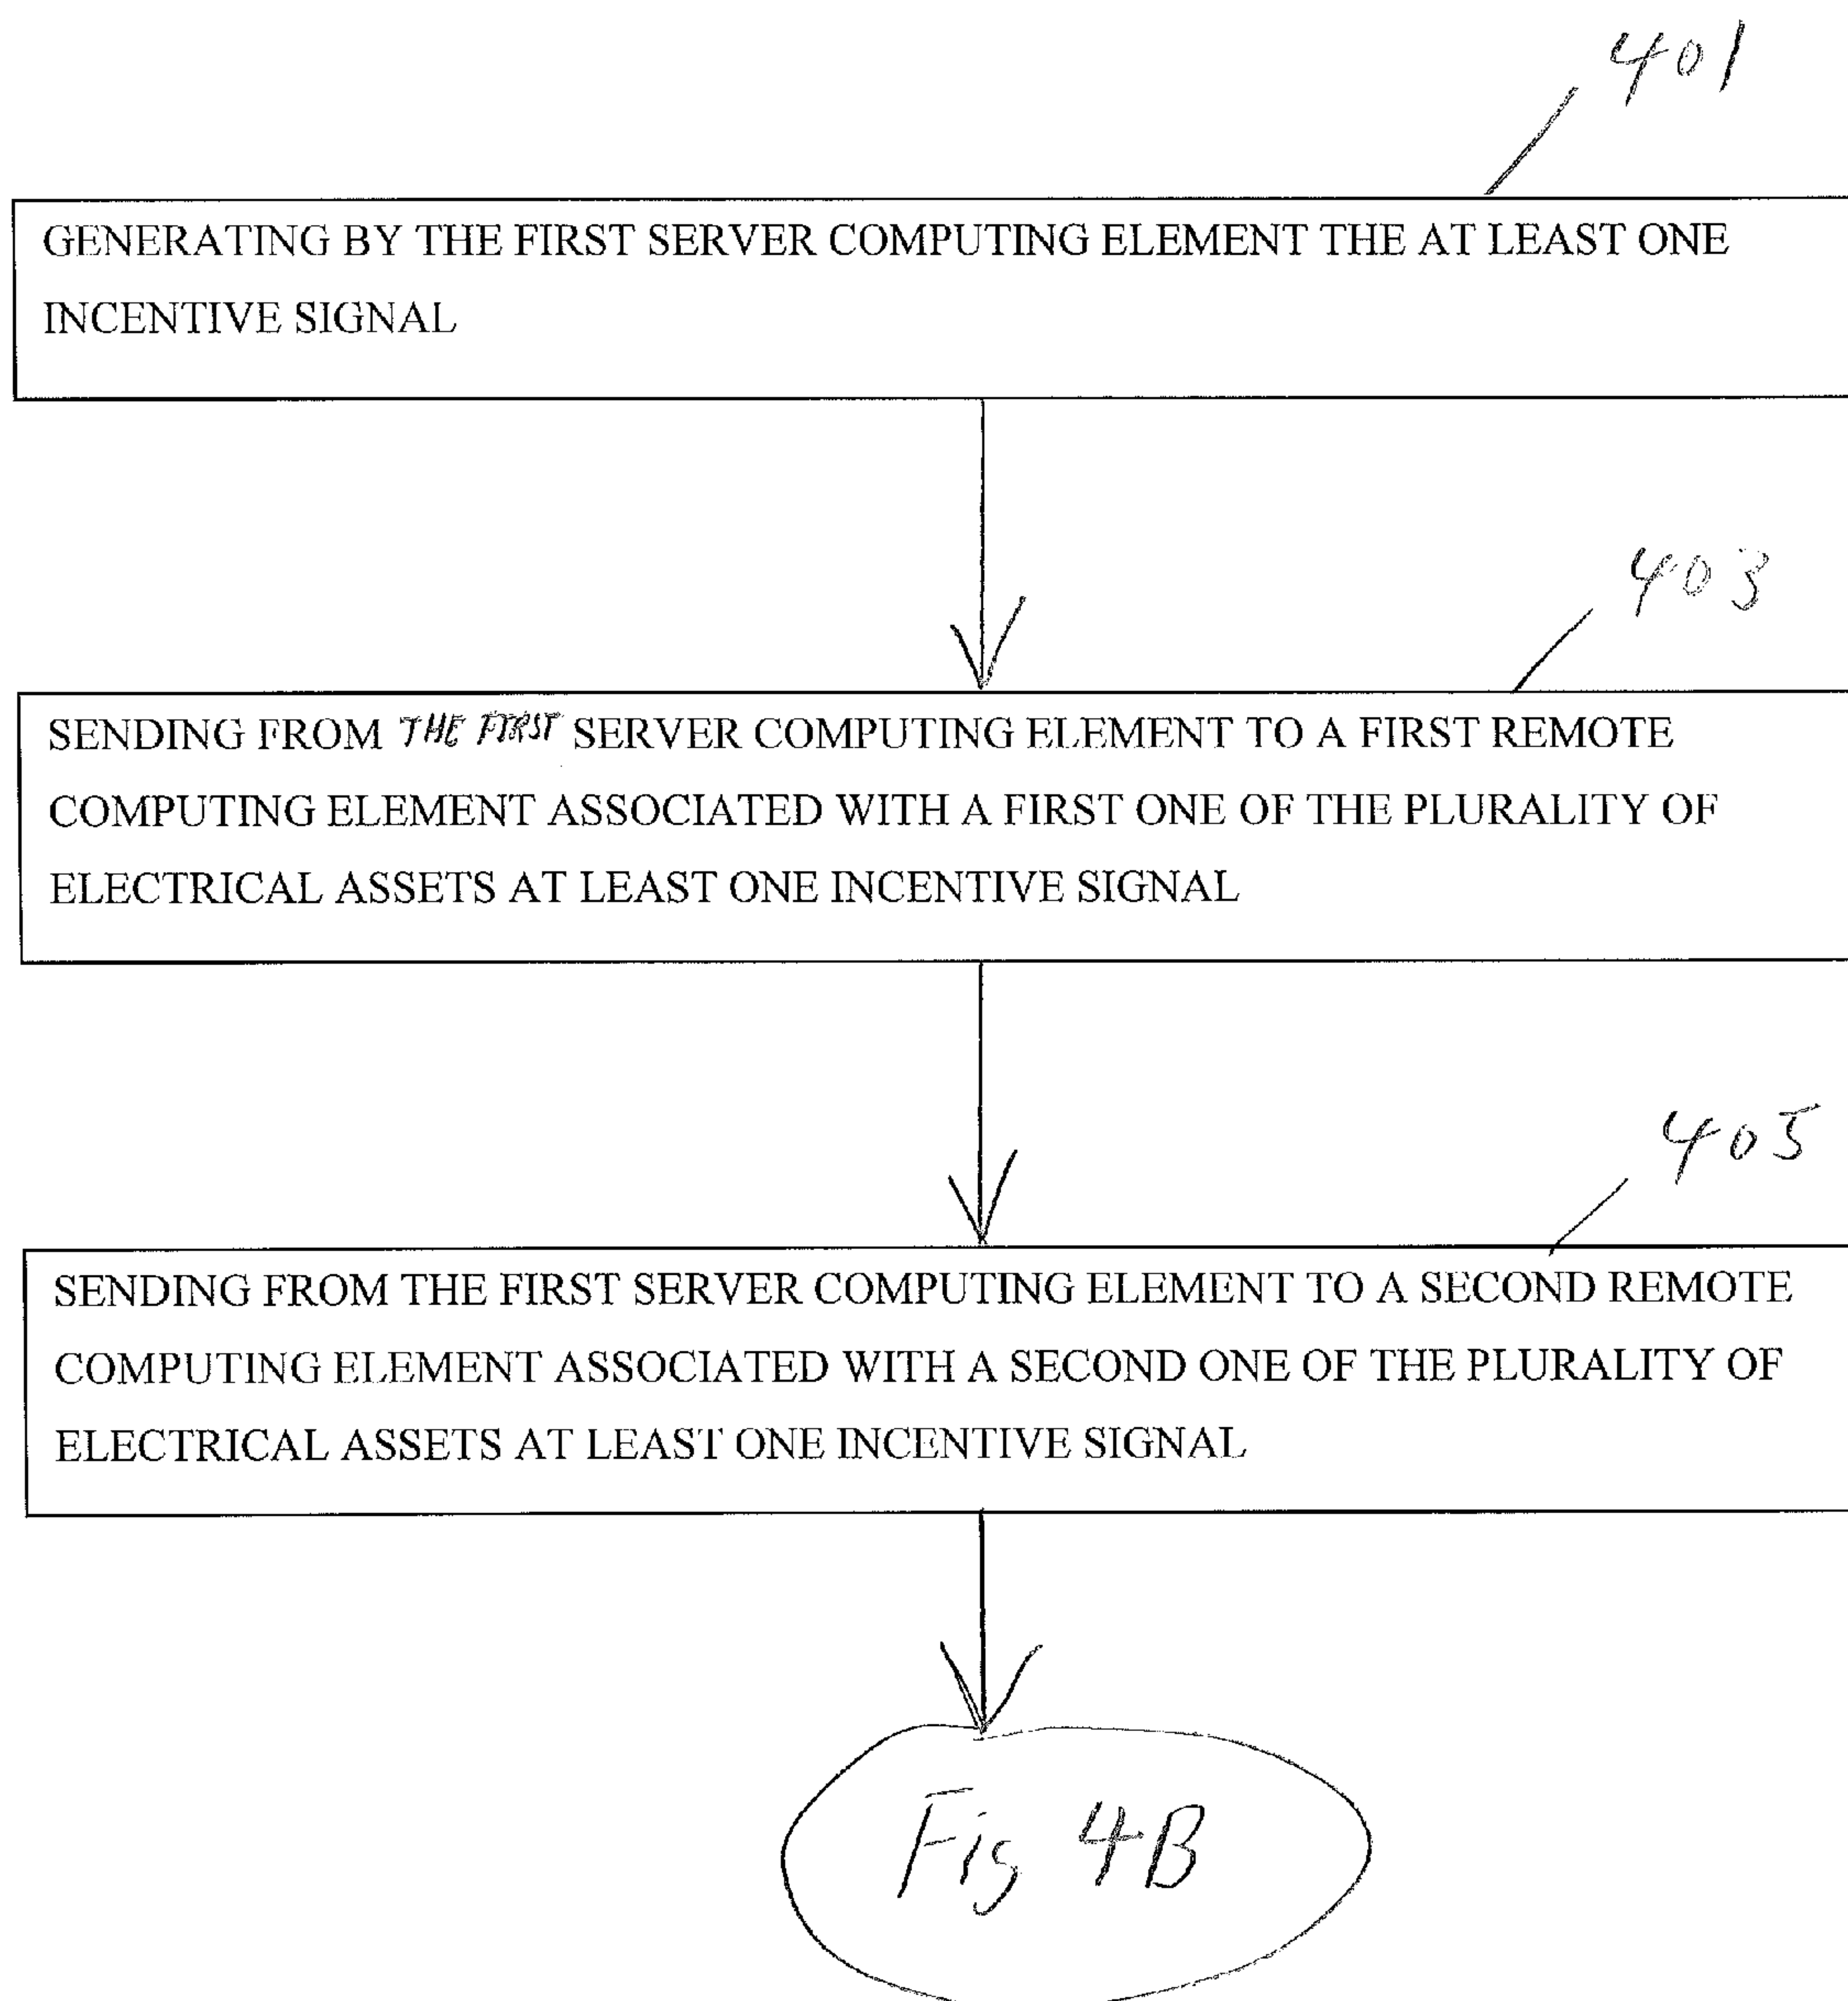 401
GENERATING BY THE FIRST SERVER COMPUTING ELEMENT THE AT LEAST ONE
INCENTIVE SIGNAL
403
SENDING FROM THE FIRST SERVER COMPUTING ELEMENT TO A FIRST REMOTE
COMPUTING ELEMENT ASSOCIATED WITH A FIRST ONE OF THE PLURALITY OF
ELECTRICAL ASSETS AT LEAST ONE INCENTIVE SIGNAL
405
SENDING FROM THE FIRST SERVER COMPUTING ELEMENT TO A SECOND REMOTE
COMPUTING ELEMENT ASSOCIATED WITH A SECOND ONE OF THE PLURALITY OF
ELECTRICAL ASSETS AT LEAST ONE INCENTIVE SIGNAL
Fig 4B